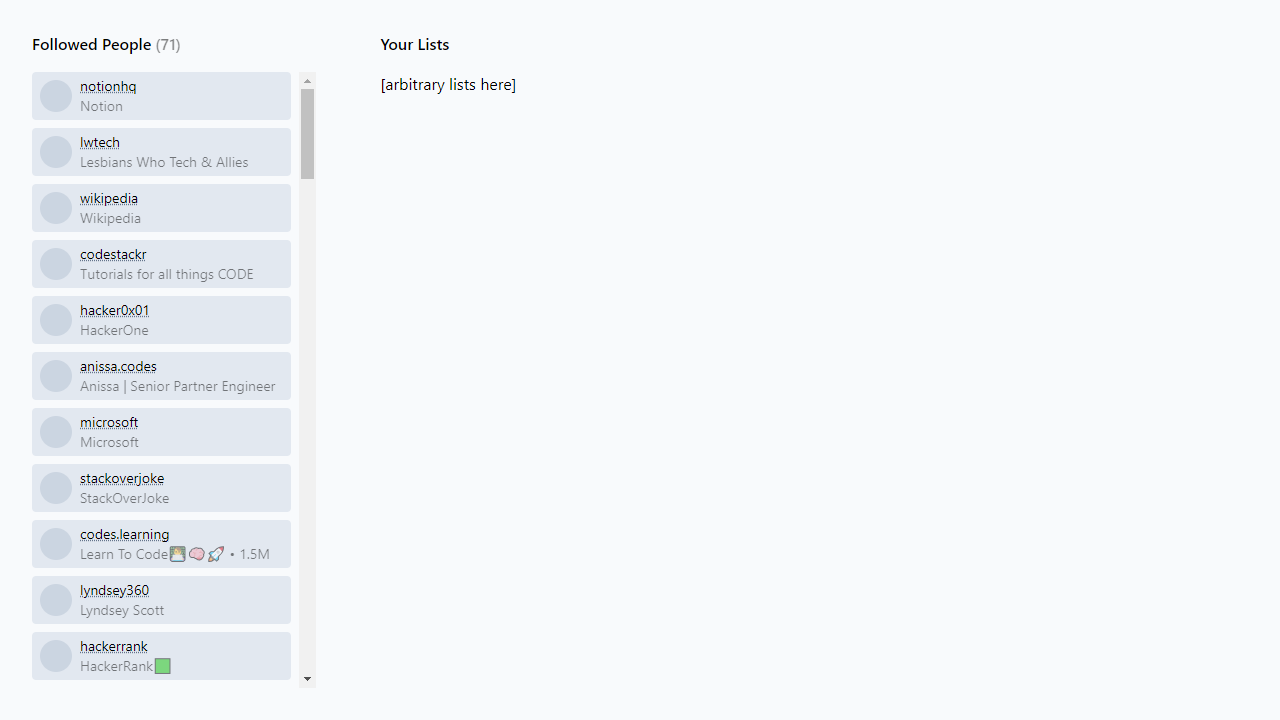 Followed People (71)
notionhq
Notion
lwtech
Lesbians Who Tech & Allies
wikipedia
Wikipedia
codestackr
Tutorials for all things CODE
hacker0x01
HackerOne
anissa.codes
Anissa | Senior Partner Engineer
microsoft
Microsoft
stackoverjoke
StackOverJoke
codes.learning
Learn To Code👨🏻‍💻🧠🚀 • 1.5M
lyndsey360
Lyndsey Scott
hackerrank
HackerRank🟩
Your Lists
[arbitrary lists here]